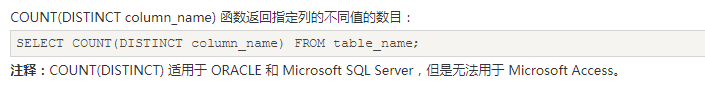 COUNT(DISTINCT column_name) 函数返回指定列的不同值的数目：
SELECT COUNT(DISTINCT column_name) FROM table_name;
注释：COUNT(DISTINCT) 适用于 ORACLE 和 Microsoft SQL Server，但是无法用于 Microsoft Access。